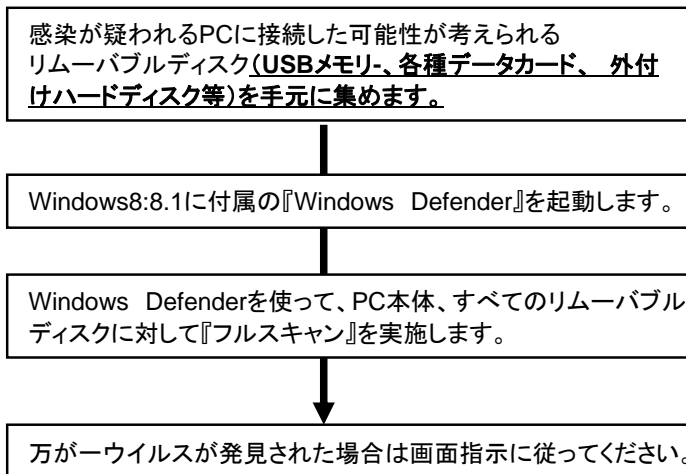 感染が疑われるPCに接続した可能性が考えられる
リムーバブルディスク(USBメモリ-、各種データカード、 外付
けハードディスク等)を手元に集めます。
Windows8:8.1に付属の『Windows Defender』を起動します。
Windows Defenderを使って、PC本体、すべてのリムーバブル
ディスクに対して『フルスキャン』を実施します。
万が一ウイルスが発見された場合は画面指示に従ってください。